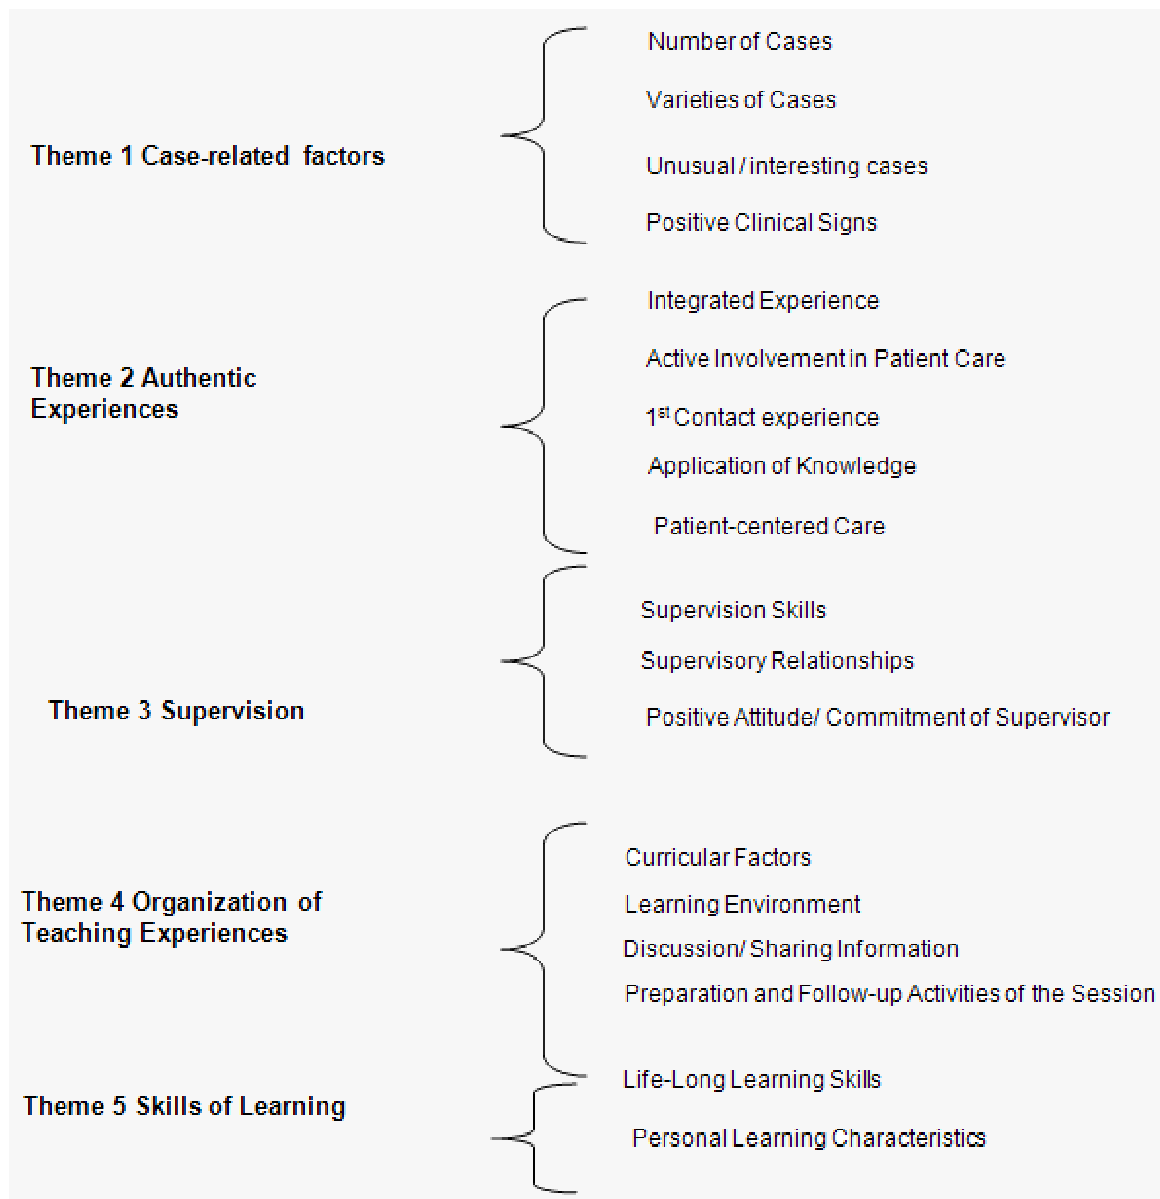 Theme 1 Case-related factors
Number of Cases
Varieties of Cases
Unusual / interesting cases
Positive Clinical Signs
Theme 2 Authentic
Experiences
Integrated Experience
Active Involvement in Patient Care
1st Contact experience
Application of Knowledge
Patient-centered Care
Theme 3 Supervision
Supervision Skills
Supervisory Relationships
Positive Attitude/ Commitment of Supervisor
Theme 4 Organization of
Teaching Experiences
Curricular Factors
Learning Environment
Discussion/ Sharing Information
Preparation and Follow-up Activities of the Session
Theme 5 Skills of Learning
Life-Long Learning Skills
Personal Learning Characteristics